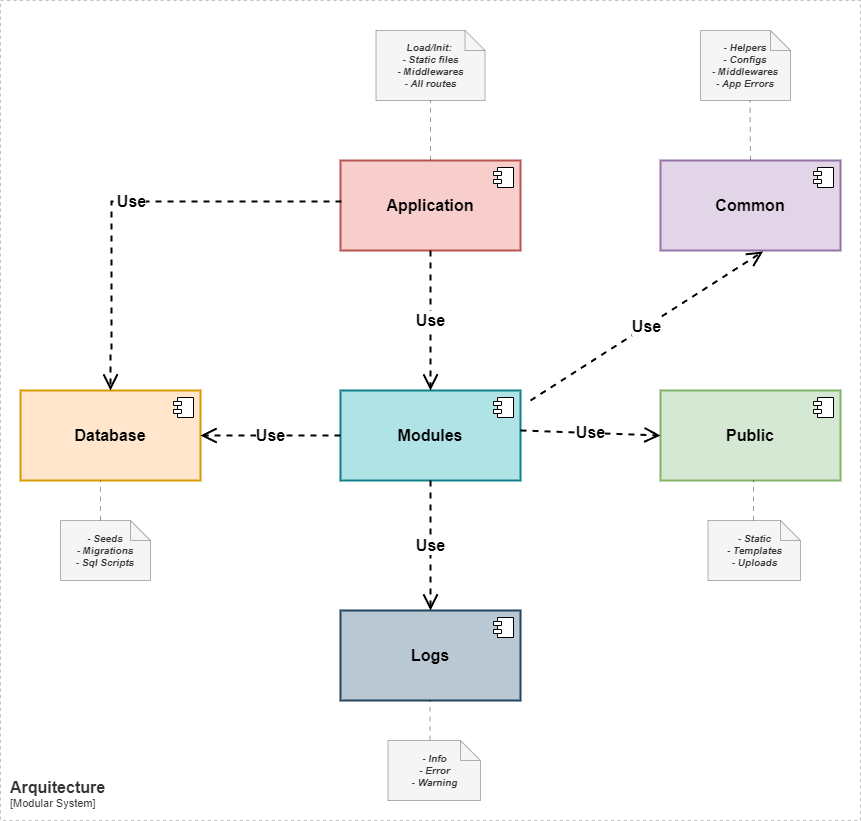 Load/Init:
- Static files
- Middlewares
- All routes
- Helpers
- Configs
- Middlewares
- App Errors
Application
Common
Use
Use
Use
Database
Modules
Public
Use
Use
- Seeds
- Migrations
- Sql Scripts
Use
- Static
- Templates
- Uploads
Logs
- Info
- Error
- Warning
Arquitecture
[Modular System]